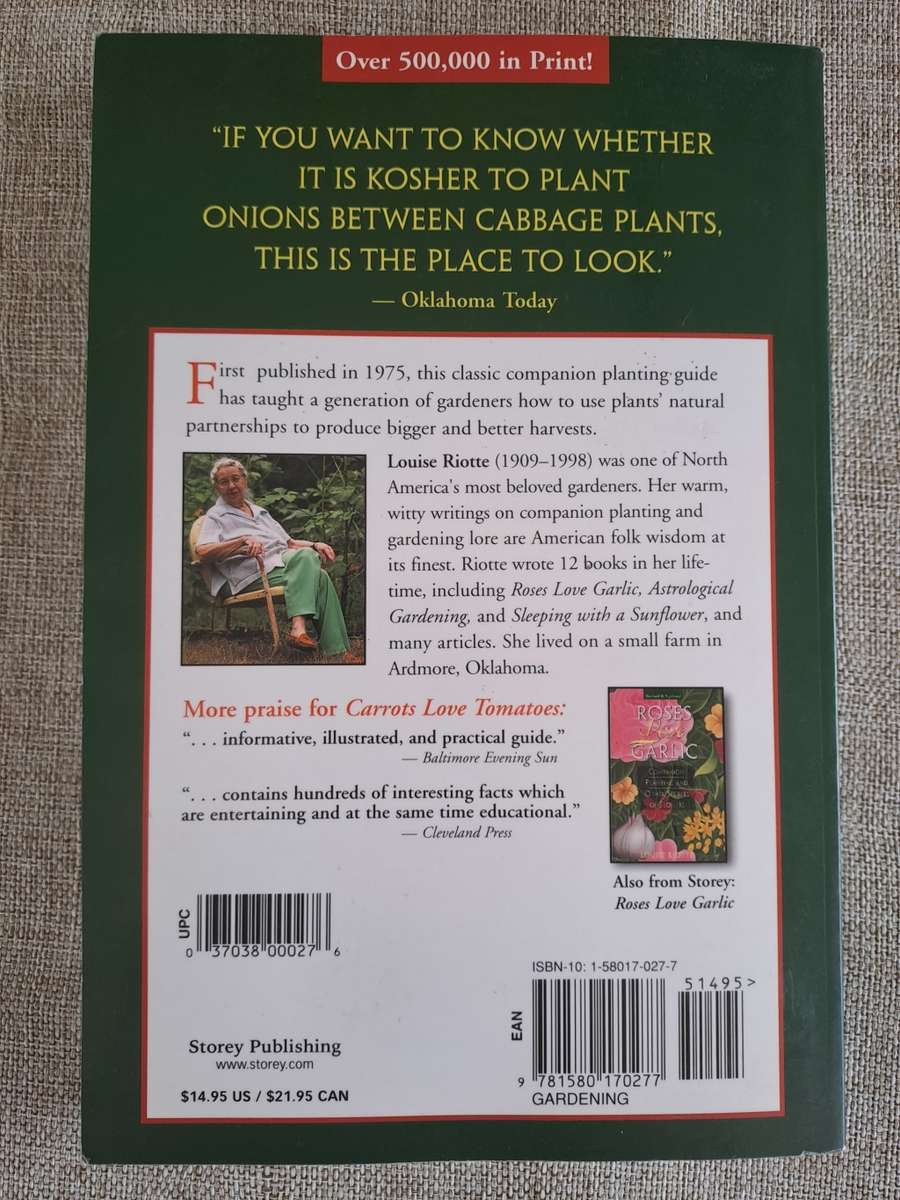 Over 500,000 in Print!
“IF YOU WANT TO KNOW WHETHER
IT IS KOSHER TO PLANT
ONIONS BETWEEN CABBAGE PLANTS,
THIS IS THE PLACE TO LOOK.”
— Oklahoma Today
First published in 1975, this classic companion planting guide
has taught a generation of gardeners how to use plants’ natural
partnerships to produce bigger and better harvests.
Louise Riotte (1909–1998) was one of North
America's most beloved gardeners. Her warm,
witty writings on companion planting and
gardening lore are American folk wisdom at
its finest. Riotte wrote 12 books in her life-
time, including Roses Love Garlic, Astrological
Gardening, and Sleeping with a Sunflower, and
many articles. She lived on a small farm in
Ardmore, Oklahoma.
More praise for Carrots Love Tomatoes:
“. . . informative, illustrated, and practical guide.”
— Baltimore Evening Sun
“. . . contains hundreds of interesting facts which
are entertaining and at the same time educational.”
— Cleveland Press
ROSES
Love
GARLIC
Also from Storey:
Roses Love Garlic
UPC
0 37038 00027 6
ISBN-10: 1-58017-027-7
51495>
EAN
9 781580 170277
GARDENING
Storey Publishing
www.storey.com
$14.95 US / $21.95 CAN